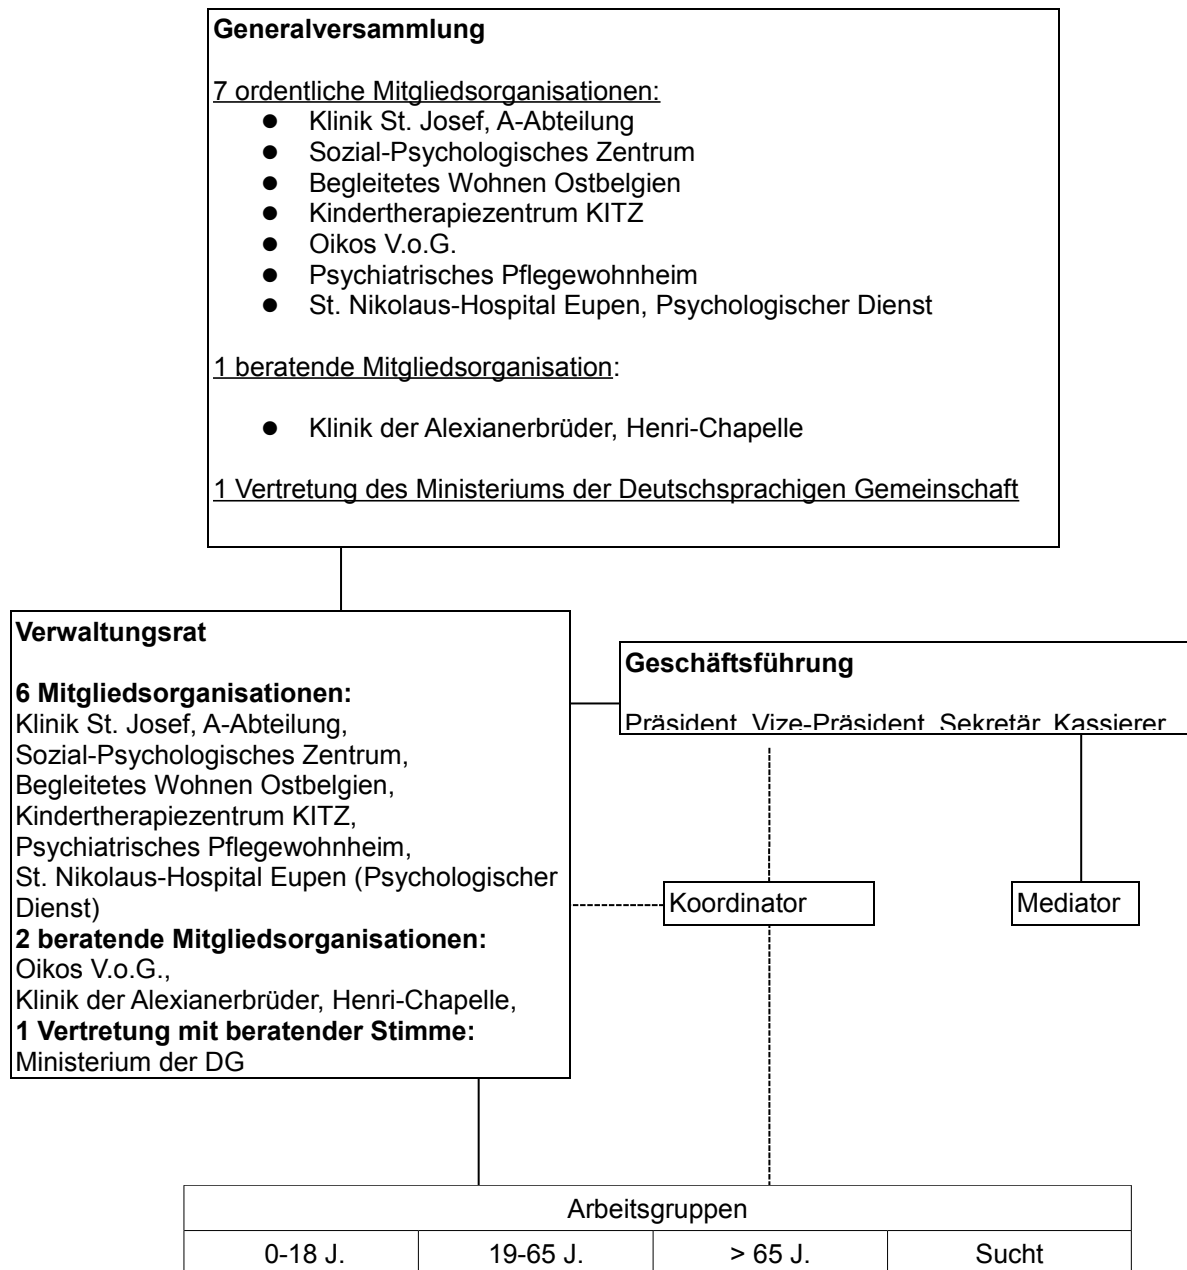 Generalversammlung
7 ordentliche Mitgliedsorganisationen:
● Klinik St. Josef, A-Abteilung
● Sozial-Psychologisches Zentrum
● Begleitetes Wohnen Ostbelgien
● Kindertherapiezentrum KITZ
● Oikos V.o.G.
● Psychiatrisches Pflegewohnheim
● St. Nikolaus-Hospital Eupen, Psychologischer Dienst
1 beratende Mitgliedsorganisation:
● Klinik der Alexianerbrüder, Henri-Chapelle
1 Vertretung des Ministeriums der Deutschsprachigen Gemeinschaft
Verwaltungsrat
6 Mitgliedsorganisationen:
Klinik St. Josef, A-Abteilung,
Sozial-Psychologisches Zentrum,
Begleitetes Wohnen Ostbelgien,
Kindertherapiezentrum KITZ,
Psychiatrisches Pflegewohnheim,
St. Nikolaus-Hospital Eupen (Psychologischer
Dienst)
2 beratende Mitgliedsorganisationen:
Oikos V.o.G.,
Klinik der Alexianerbrüder, Henri-Chapelle,
1 Vertretung mit beratender Stimme:
Ministerium der DG
Geschäftsführung
Präsident, Vize-Präsident, Sekretär, Kassierer
Koordinator
Mediator
Arbeitsgruppen
0-18 J.
19-65 J.
> 65 J.
Sucht